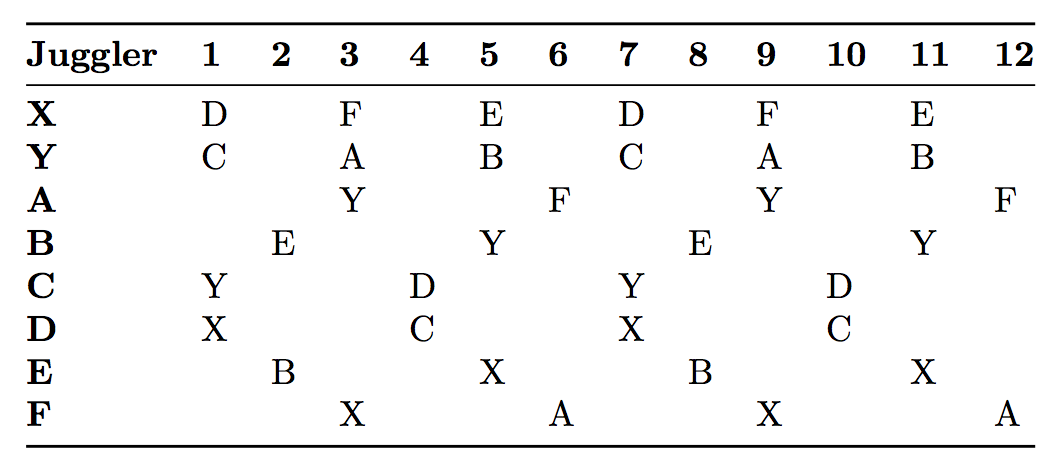 Juggler 1 2 3 4 5 6 7 8 9 10 11 12
X D F E D F E
Y C A B C A B
A Y F Y F
B E Y E Y
C Y D Y D
D X C X C
E B X B X
F X A X A